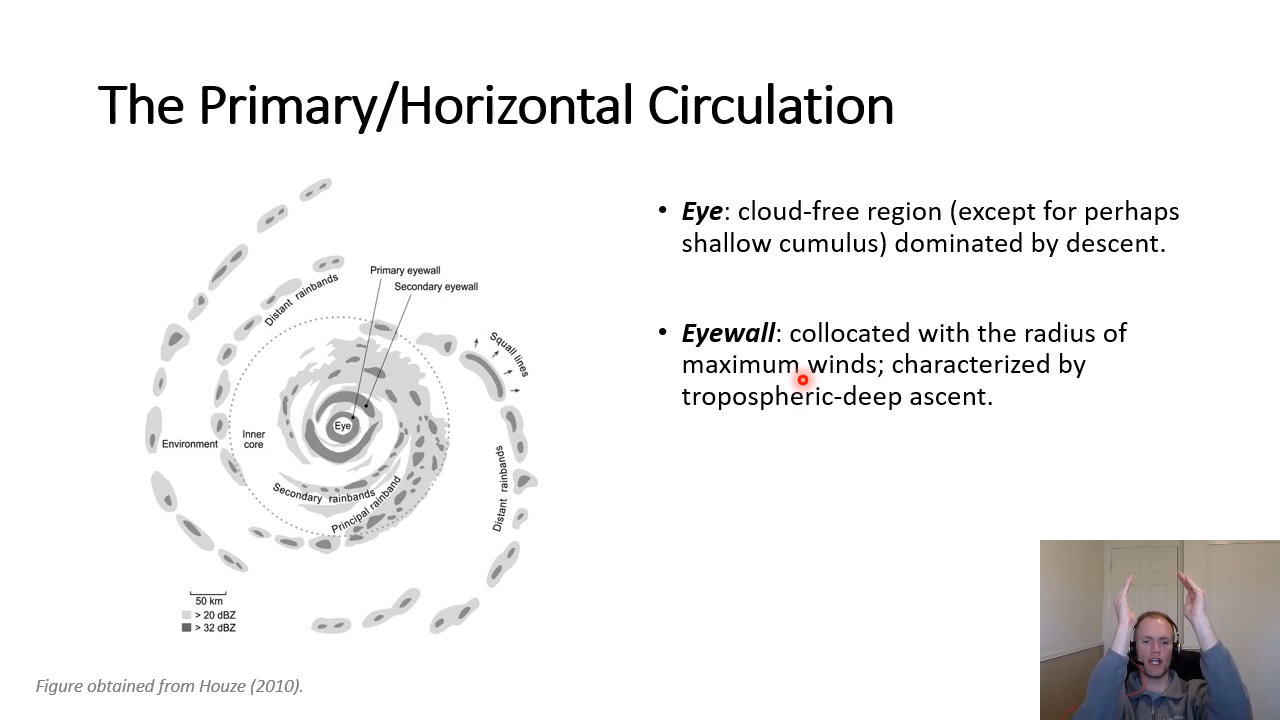 The Primary/Horizontal Circulation
• Eye: cloud-free region (except for perhaps
shallow cumulus) dominated by descent.
• Eyewall: collocated with the radius of
maximum winds; characterized by
tropospheric-deep ascent.
Primary eyewall
Secondary eyewall
Distant rainbands
Squall lines
Eye
Environment
Inner
core
Secondary rainbands
Principal rainband
Distant rainbands
50 km
> 20 dBZ
> 32 dBZ
Figure obtained from Houze (2010).